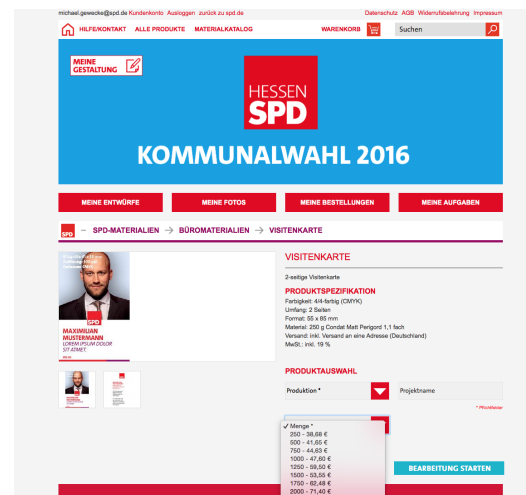 michael.gewecke@spd.de Kundenkonto Ausloggen zurück zu spd.de
Datenschutz AGB Widerrufsbelehrung Impressum
HILFE/KONTAKT ALLE PRODUKTE MATERIALKATALOG WARENKORB Suchen
MEINE
GESTALTUNG
HESSEN
SPD
KOMMUNALWAHL 2016
MEINE ENTWÜRFE MEINE FOTOS MEINE BESTELLUNGEN MEINE AUFGABEN
SPD – SPD-MATERIALIEN → BÜROMATERIALIEN → VISITENKARTE
VISITENKARTE
2-seitige Visitenkarte
PRODUKTSPEZIFIKATION
Farbigkeit: 4/4-farbig (CMYK)
Umfang: 2 Seiten
Format: 55 x 85 mm
Material: 250 g Condat Matt Perigord 1,1 fach
Versand: inkl. Versand an eine Adresse (Deutschland)
MwSt.: inkl. 19 %
SPD
MAXIMILIAN
MUSTERMANN
LOREM IPSUM DOLOR
SIT ATMET.
PRODUKTAUSWAHL
Produktion * Projektname
* Pflichtfelder
✓ Menge *
250 - 38,68 €
500 - 41,65 €
750 - 44,63 €
1000 - 47,60 €
1250 - 59,50 €
1500 - 53,55 €
1750 - 62,48 €
2000 - 71,40 €
BEARBEITUNG STARTEN